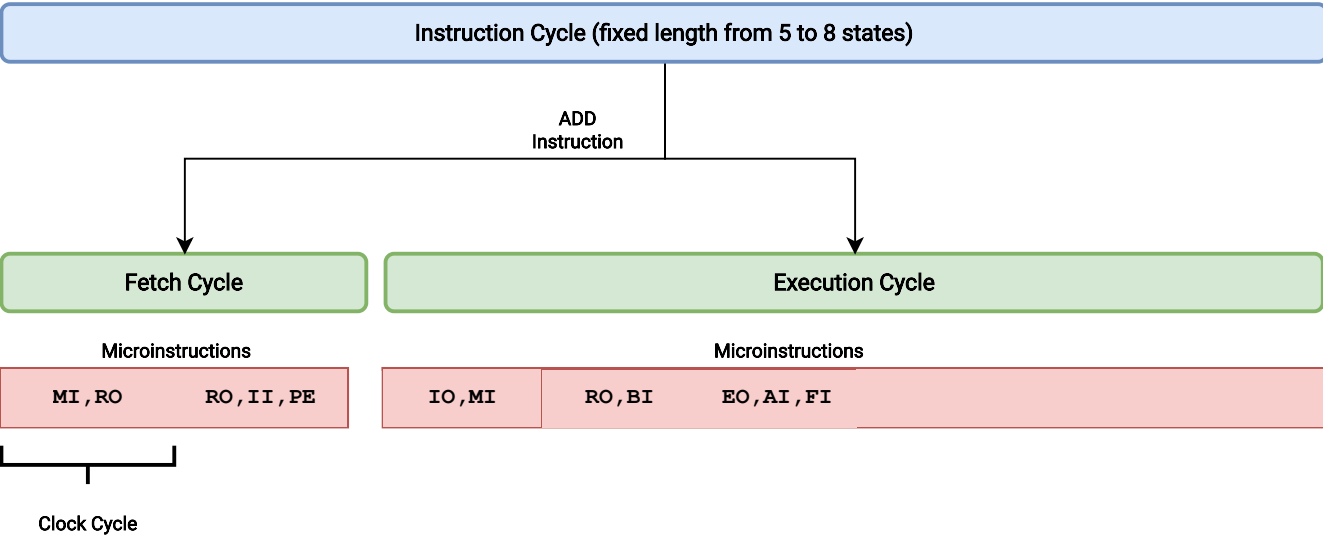 Instruction Cycle (fixed length from 5 to 8 states)
ADD
Instruction
Fetch Cycle
Execution Cycle
Microinstructions
Microinstructions
MI,RO
RO,II,PE
IO,MI
RO,BI
EO,AI,FI
Clock Cycle